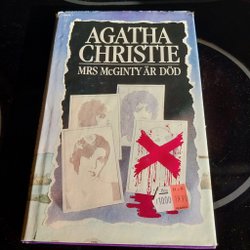 AGATHA
CHRISTIE
MRS McGINTY ÄR DÖD